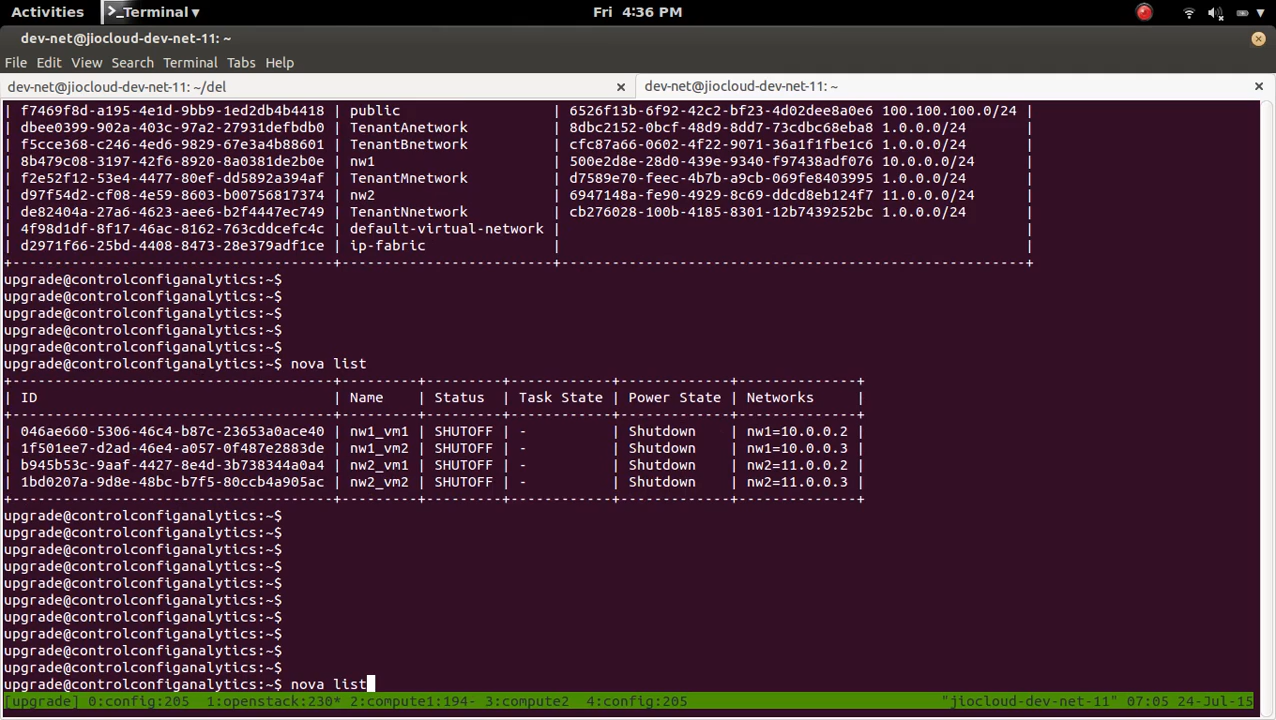 Activities >_Terminal ▾ Fri 4:36 PM
dev-net@jiocloud-dev-net-11: ~
File Edit View Search Terminal Tabs Help
dev-net@jiocloud-dev-net-11: ~/del × dev-net@jiocloud-dev-net-11: ~ ×
| f7469f8d-a195-4e1d-9bb9-1ed2db4b4418 | public                  | 6526f13b-6f92-42c2-bf23-4d02dee8a0e6 100.100.100.0/24 |
| dbee0399-902a-403c-97a2-27931defbdb0 | TenantAnetwork          | 8dbc2152-0bcf-48d9-8dd7-73cdbc68eba8 1.0.0.0/24       |
| f5cce368-c246-4ed6-9829-67e3a4b88601 | TenantBnetwork          | cfc87a66-0602-4f22-9071-36a1f1fbe1c6 1.0.0.0/24       |
| 8b479c08-3197-42f6-8920-8a0381de2b0e | nw1                     | 500e2d8e-28d0-439e-9340-f97438adf076 10.0.0.0/24      |
| f2e52f12-53e4-4477-80ef-dd5892a394af | TenantMnetwork          | d7589e70-feec-4b7b-a9cb-069fe8403995 1.0.0.0/24       |
| d97f54d2-cf08-4e59-8603-b00756817374 | nw2                     | 6947148a-fe90-4929-8c69-ddcd8eb124f7 11.0.0.0/24      |
| de82404a-27a6-4623-aee6-b2f4447ec749 | TenantNnetwork          | cb276028-100b-4185-8301-12b7439252bc 1.0.0.0/24       |
| 4f98d1df-8f17-46ac-8162-763cddcefc4c | default-virtual-network |                                                       |
| d2971f66-25bd-4408-8473-28e379adf1ce | ip-fabric               |                                                       |
+--------------------------------------+-------------------------+-------------------------------------------------------+
upgrade@controlconfiganalytics:~$
upgrade@controlconfiganalytics:~$
upgrade@controlconfiganalytics:~$
upgrade@controlconfiganalytics:~$
upgrade@controlconfiganalytics:~$
upgrade@controlconfiganalytics:~$ nova list
+--------------------------------------+---------+---------+------------+-------------+--------------+
| ID                                   | Name    | Status  | Task State | Power State | Networks     |
+--------------------------------------+---------+---------+------------+-------------+--------------+
| 046ae660-5306-46c4-b87c-23653a0ace40 | nw1_vm1 | SHUTOFF | -          | Shutdown    | nw1=10.0.0.2 |
| 1f501ee7-d2ad-46e4-a057-0f487e2883de | nw1_vm2 | SHUTOFF | -          | Shutdown    | nw1=10.0.0.3 |
| b945b53c-9aaf-4427-8e4d-3b738344a0a4 | nw2_vm1 | SHUTOFF | -          | Shutdown    | nw2=11.0.0.2 |
| 1bd0207a-9d8e-48bc-b7f5-80ccb4a905ac | nw2_vm2 | SHUTOFF | -          | Shutdown    | nw2=11.0.0.3 |
+--------------------------------------+---------+---------+------------+-------------+--------------+
upgrade@controlconfiganalytics:~$
upgrade@controlconfiganalytics:~$
upgrade@controlconfiganalytics:~$
upgrade@controlconfiganalytics:~$
upgrade@controlconfiganalytics:~$
upgrade@controlconfiganalytics:~$
upgrade@controlconfiganalytics:~$
upgrade@controlconfiganalytics:~$
upgrade@controlconfiganalytics:~$
upgrade@controlconfiganalytics:~$
upgrade@controlconfiganalytics:~$ nova list
[upgrade] 0:config:205  1:openstack:230* 2:compute1:194- 3:compute2  4:config:205 "jiocloud-dev-net-11" 07:05 24-Jul-15